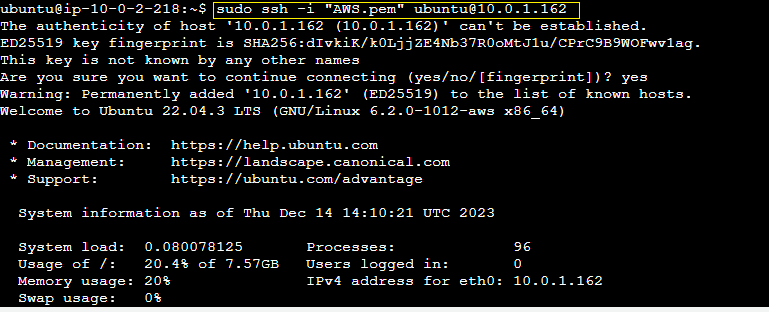 ubuntu@ip-10-0-2-218:~$ sudo ssh -i "AWS.pem" ubuntu@10.0.1.162
The authenticity of host '10.0.1.162 (10.0.1.162)' can't be established.
ED25519 key fingerprint is SHA256:dIvkiK/k0LjjZE4Nb37R0oMtJ1u/CPrC9B9WOFwv1ag.
This key is not known by any other names
Are you sure you want to continue connecting (yes/no/[fingerprint])? yes
Warning: Permanently added '10.0.1.162' (ED25519) to the list of known hosts.
Welcome to Ubuntu 22.04.3 LTS (GNU/Linux 6.2.0-1012-aws x86_64)
* Documentation:  https://help.ubuntu.com
* Management:     https://landscape.canonical.com
* Support:        https://ubuntu.com/advantage
System information as of Thu Dec 14 14:10:21 UTC 2023
System load:  0.080078125       Processes:             96
Usage of /:   20.4% of 7.57GB   Users logged in:       0
Memory usage: 20%               IPv4 address for eth0: 10.0.1.162
Swap usage:   0%